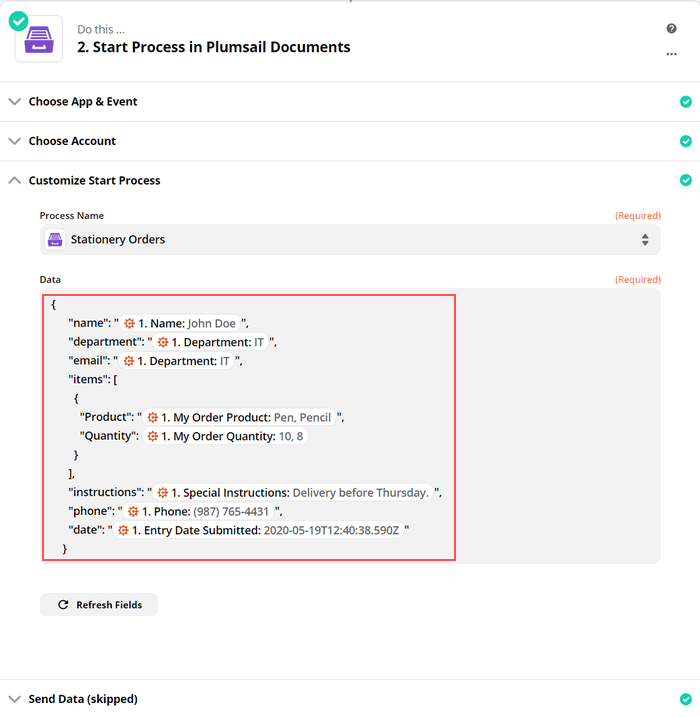 Do this ...
2. Start Process in Plumsail Documents
Choose App & Event
Choose Account
Customize Start Process
Process Name (Required)
Stationery Orders
Data (Required)
{
"name": " 1. Name: John Doe ",
"department": " 1. Department: IT ",
"email": " 1. Department: IT ",
"items": [
{
"Product": " 1. My Order Product: Pen, Pencil ",
"Quantity": 1. My Order Quantity: 10, 8
}
],
"instructions": " 1. Special Instructions: Delivery before Thursday. ",
"phone": " 1. Phone: (987) 765-4431 ",
"date": " 1. Entry Date Submitted: 2020-05-19T12:40:38.590Z "
}
Refresh Fields
Send Data (skipped)